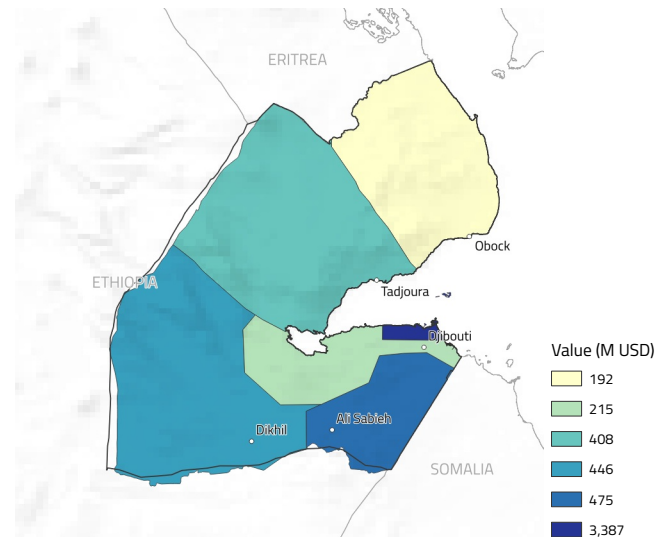 ERITREA
Obock
ETHIOPIA
Tadjoura
Djibouti
Value (M USD)
192
215
408
446
475
3,387
Ali Sabieh
Dikhil
SOMALIA